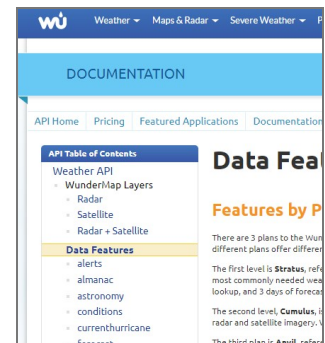 wu Weather Maps & Radar Severe Weather
DOCUMENTATION
API Home Pricing Featured Applications Documentation
API Table of Contents
Weather API
WunderMap Layers
Radar
Satellite
Radar + Satellite
Data Features
alerts
almanac
astronomy
conditions
currenthurricane
forecast
Data Fea
Features by P
There are 3 plans to the Wun
different plans offer differen
The first level is Stratus, refe
most commonly needed wea
lookup, and 3 days of forecas
The second level, Cumulus, i
radar and satellite imagery. V
The third plan is Anvil, refere